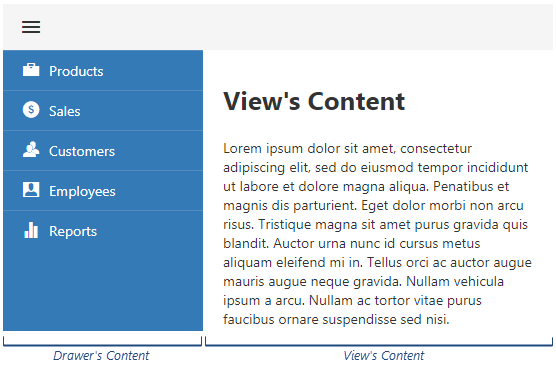 Products
$
Sales
Customers
Employees
Reports
View's Content
Lorem ipsum dolor sit amet, consectetur
adipiscing elit, sed do eiusmod tempor incididunt
ut labore et dolore magna aliqua. Penatibus et
magnis dis parturient. Eget dolor morbi non arcu
risus. Tristique magna sit amet purus gravida quis
blandit. Auctor urna nunc id cursus metus
aliquam eleifend mi in. Tellus orci ac auctor augue
mauris augue neque gravida. Nullam vehicula
ipsum a arcu. Nullam ac tortor vitae purus
faucibus ornare suspendisse sed nisi.
Drawer's Content
View's Content